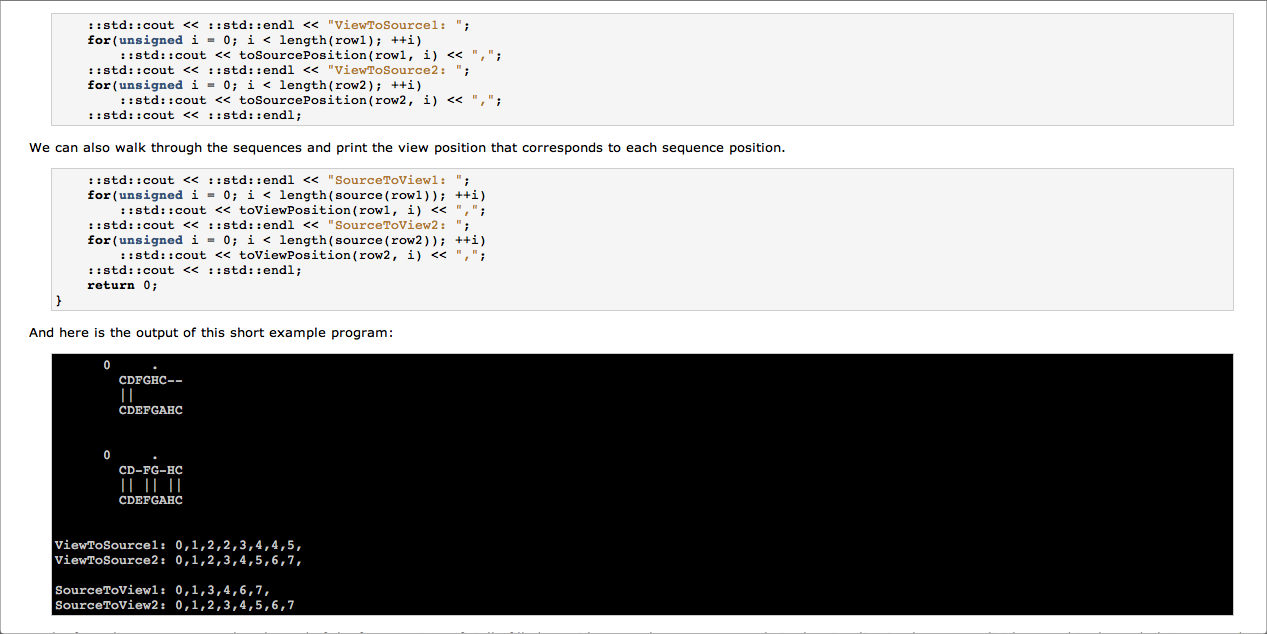 ::std::cout << ::std::endl << "ViewToSource1: ";
for(unsigned i = 0; i < length(row1); ++i)
::std::cout << toSourcePosition(row1, i) << ",";
::std::cout << ::std::endl << "ViewToSource2: ";
for(unsigned i = 0; i < length(row2); ++i)
::std::cout << toSourcePosition(row2, i) << ",";
::std::cout << ::std::endl;
We can also walk through the sequences and print the view position that corresponds to each sequence position.
::std::cout << ::std::endl << "SourceToView1: ";
for(unsigned i = 0; i < length(source(row1)); ++i)
::std::cout << toViewPosition(row1, i) << ",";
::std::cout << ::std::endl << "SourceToView2: ";
for(unsigned i = 0; i < length(source(row2)); ++i)
::std::cout << toViewPosition(row2, i) << ",";
::std::cout << ::std::endl;
return 0;
}
And here is the output of this short example program:
0     .
CDFGHC--
||
CDEFGAHC
0     .
CD-FG-HC
|| || ||
CDEFGAHC
ViewToSource1: 0,1,2,2,3,4,4,5,
ViewToSource2: 0,1,2,3,4,5,6,7,
SourceToView1: 0,1,3,4,6,7,
SourceToView2: 0,1,2,3,4,5,6,7